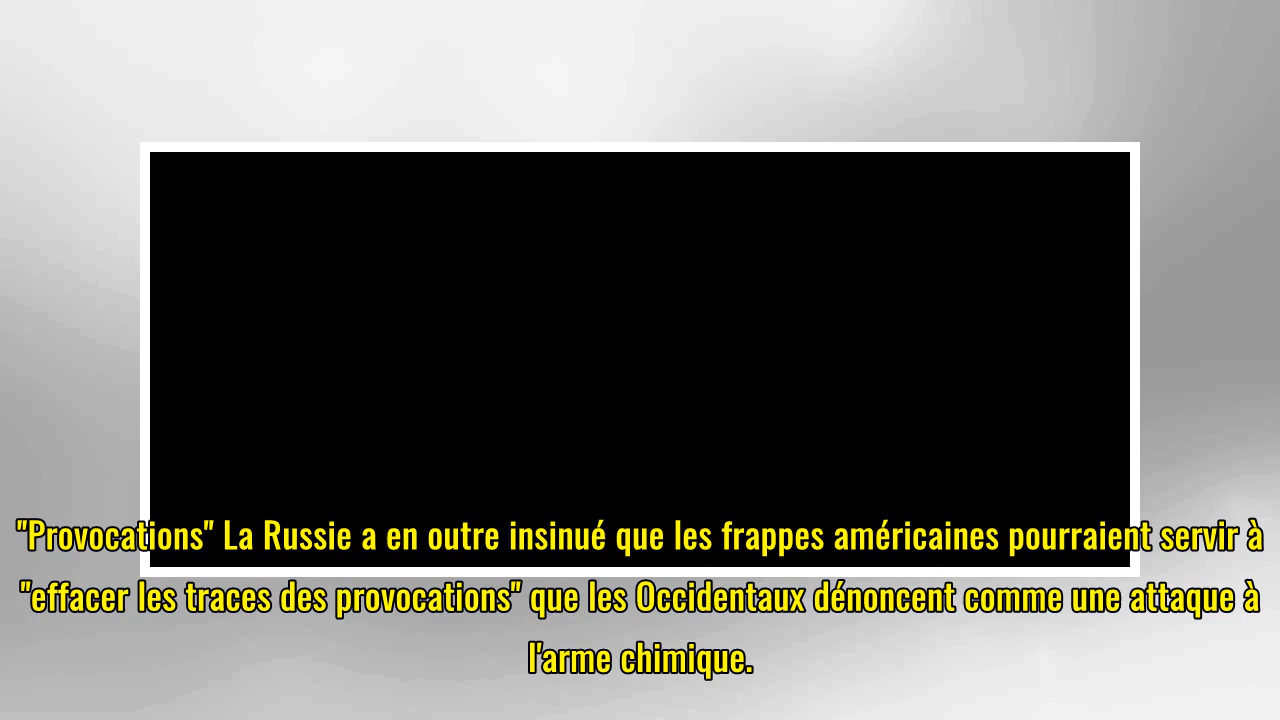 "Provocations" La Russie a en outre insinué que les frappes américaines pourraient servir à
"effacer les traces des provocations" que les Occidentaux dénoncent comme une attaque à
l'arme chimique.